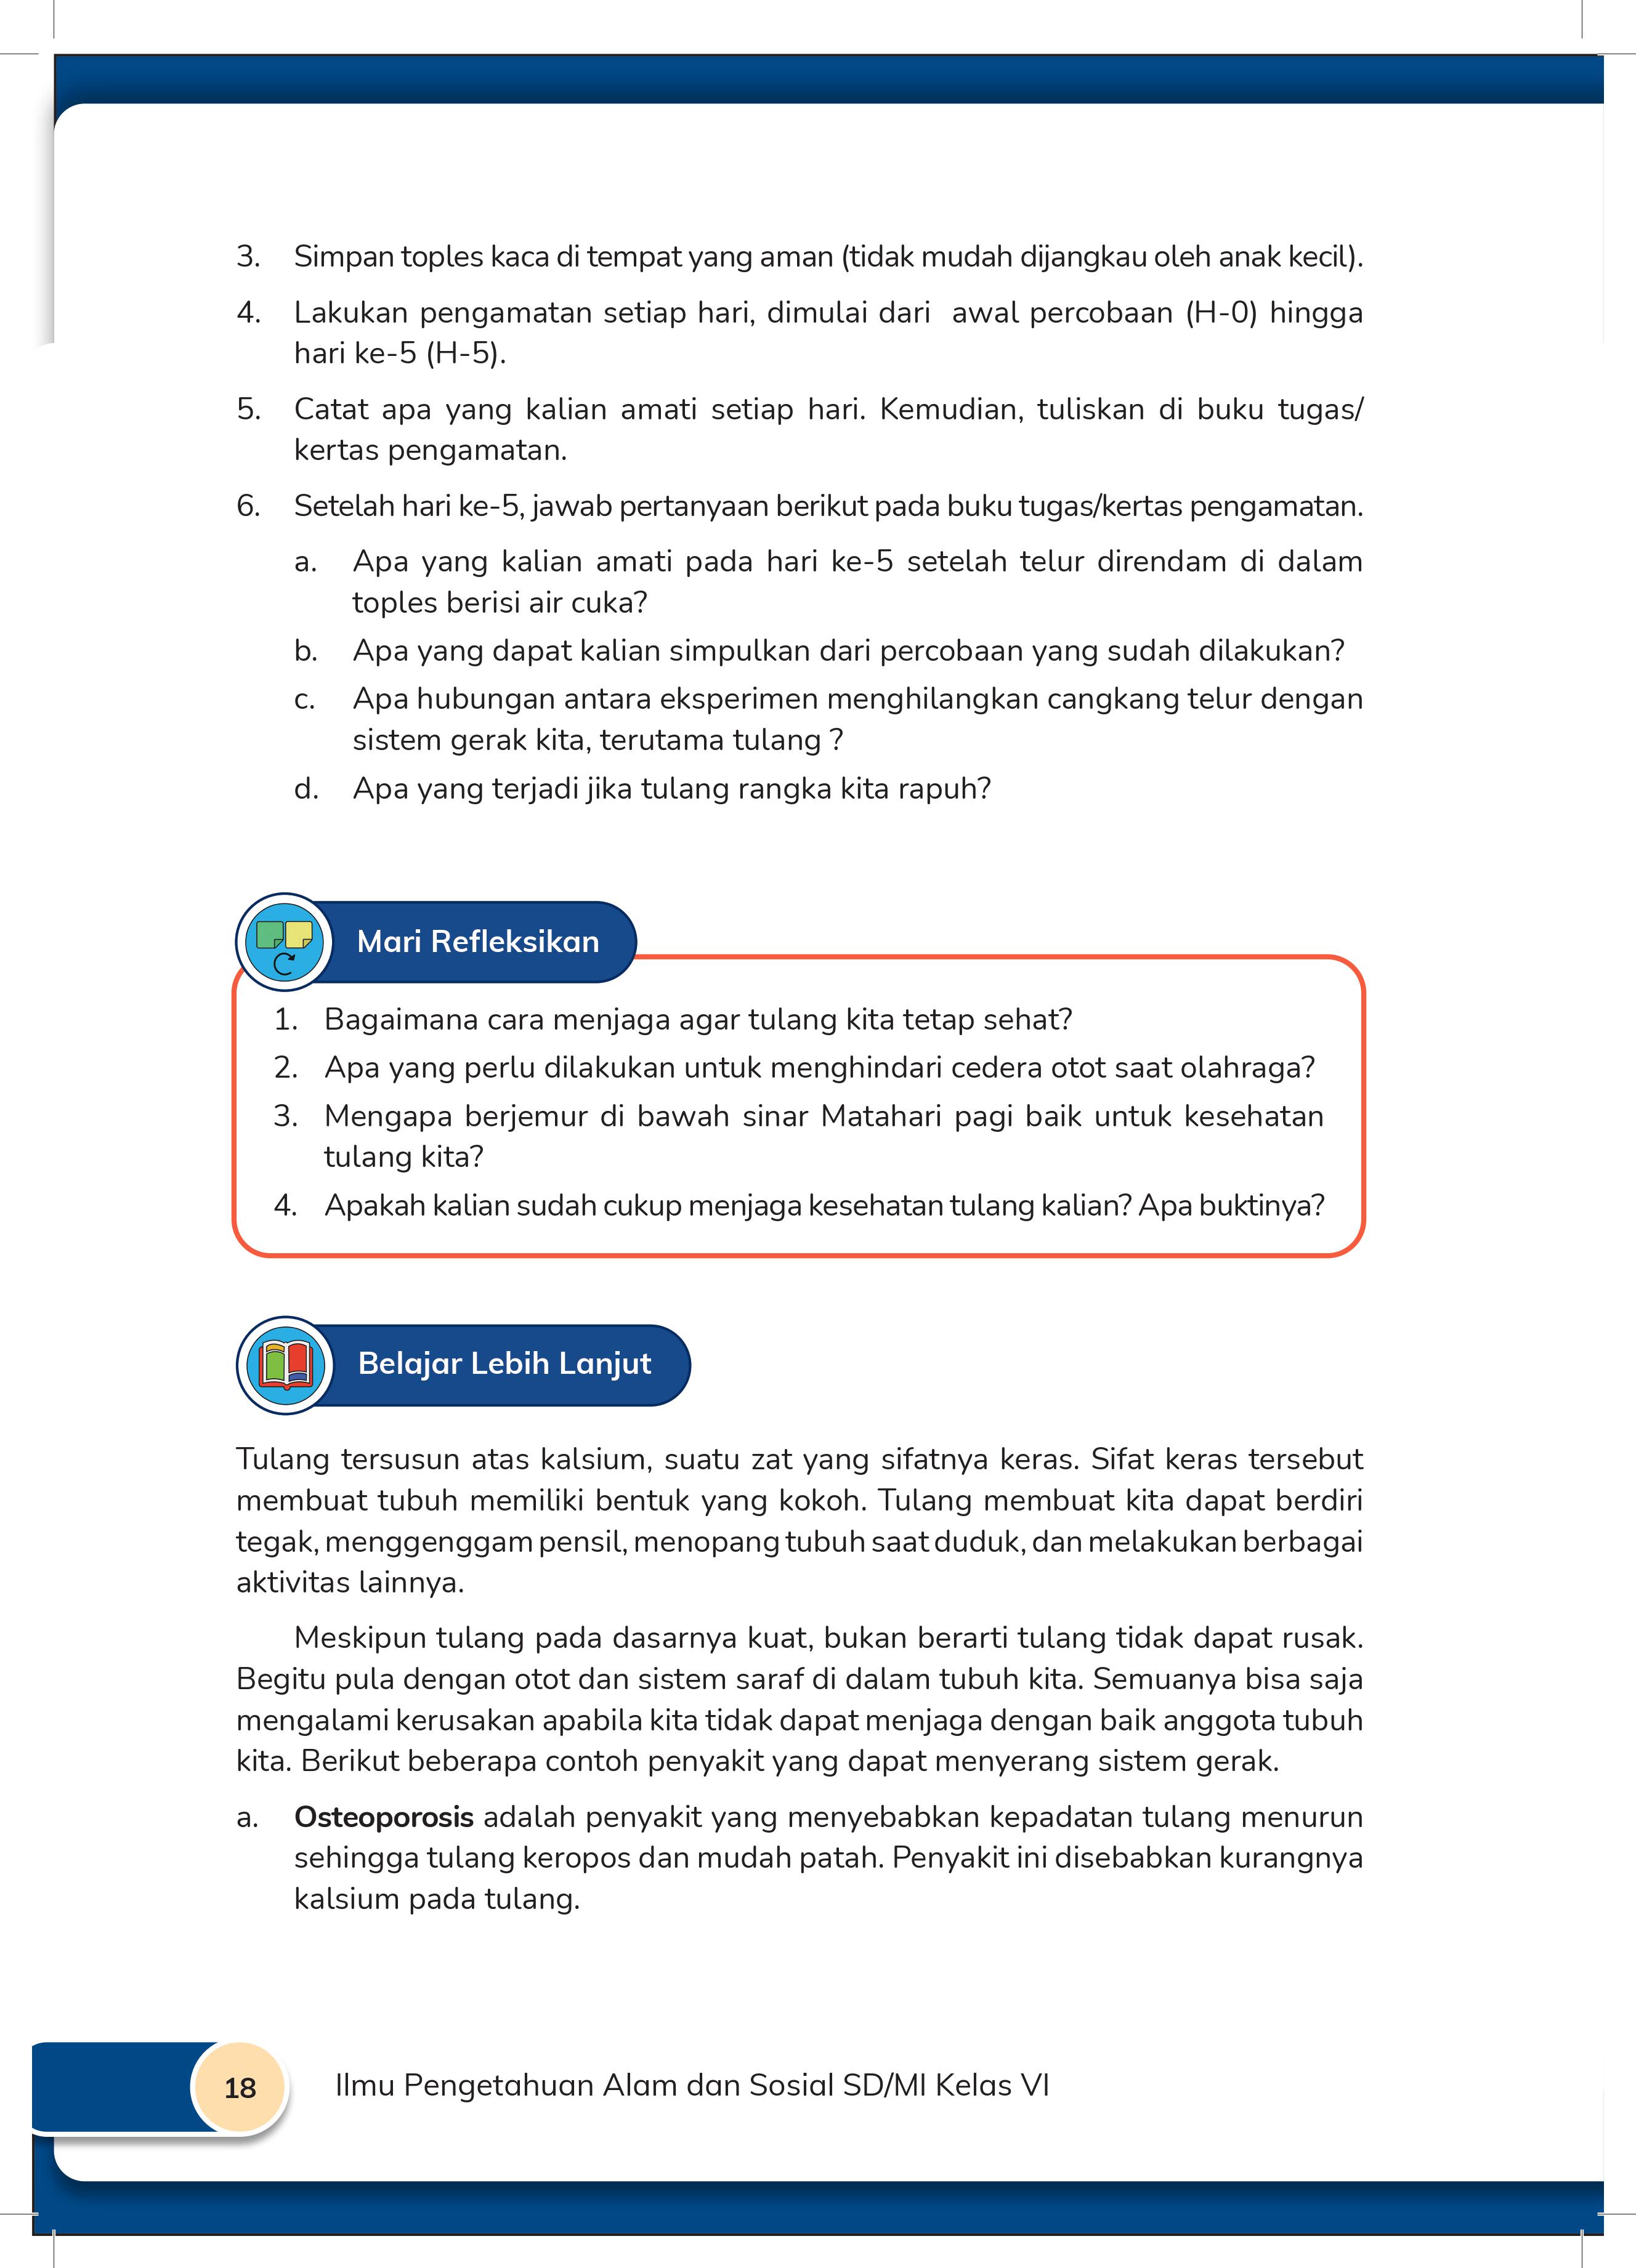 3. Simpan toples kaca di tempat yang aman (tidak mudah dijangkau oleh anak kecil).
4. Lakukan pengamatan setiap hari, dimulai dari awal percobaan (H-0) hingga
hari ke-5 (H-5).
5. Catat apa yang kalian amati setiap hari. Kemudian, tuliskan di buku tugas/
kertas pengamatan.
6. Setelah hari ke-5, jawab pertanyaan berikut pada buku tugas/kertas pengamatan.
a. Apa yang kalian amati pada hari ke-5 setelah telur direndam di dalam
toples berisi air cuka?
b. Apa yang dapat kalian simpulkan dari percobaan yang sudah dilakukan?
c. Apa hubungan antara eksperimen menghilangkan cangkang telur dengan
sistem gerak kita, terutama tulang ?
d. Apa yang terjadi jika tulang rangka kita rapuh?
Mari Refleksikan
1. Bagaimana cara menjaga agar tulang kita tetap sehat?
2. Apa yang perlu dilakukan untuk menghindari cedera otot saat olahraga?
3. Mengapa berjemur di bawah sinar Matahari pagi baik untuk kesehatan
tulang kita?
4. Apakah kalian sudah cukup menjaga kesehatan tulang kalian? Apa buktinya?
Belajar Lebih Lanjut
Tulang tersusun atas kalsium, suatu zat yang sifatnya keras. Sifat keras tersebut
membuat tubuh memiliki bentuk yang kokoh. Tulang membuat kita dapat berdiri
tegak, menggenggam pensil, menopang tubuh saat duduk, dan melakukan berbagai
aktivitas lainnya.
Meskipun tulang pada dasarnya kuat, bukan berarti tulang tidak dapat rusak.
Begitu pula dengan otot dan sistem saraf di dalam tubuh kita. Semuanya bisa saja
mengalami kerusakan apabila kita tidak dapat menjaga dengan baik anggota tubuh
kita. Berikut beberapa contoh penyakit yang dapat menyerang sistem gerak.
a. Osteoporosis adalah penyakit yang menyebabkan kepadatan tulang menurun
sehingga tulang keropos dan mudah patah. Penyakit ini disebabkan kurangnya
kalsium pada tulang.
18 Ilmu Pengetahuan Alam dan Sosial SD/MI Kelas VI